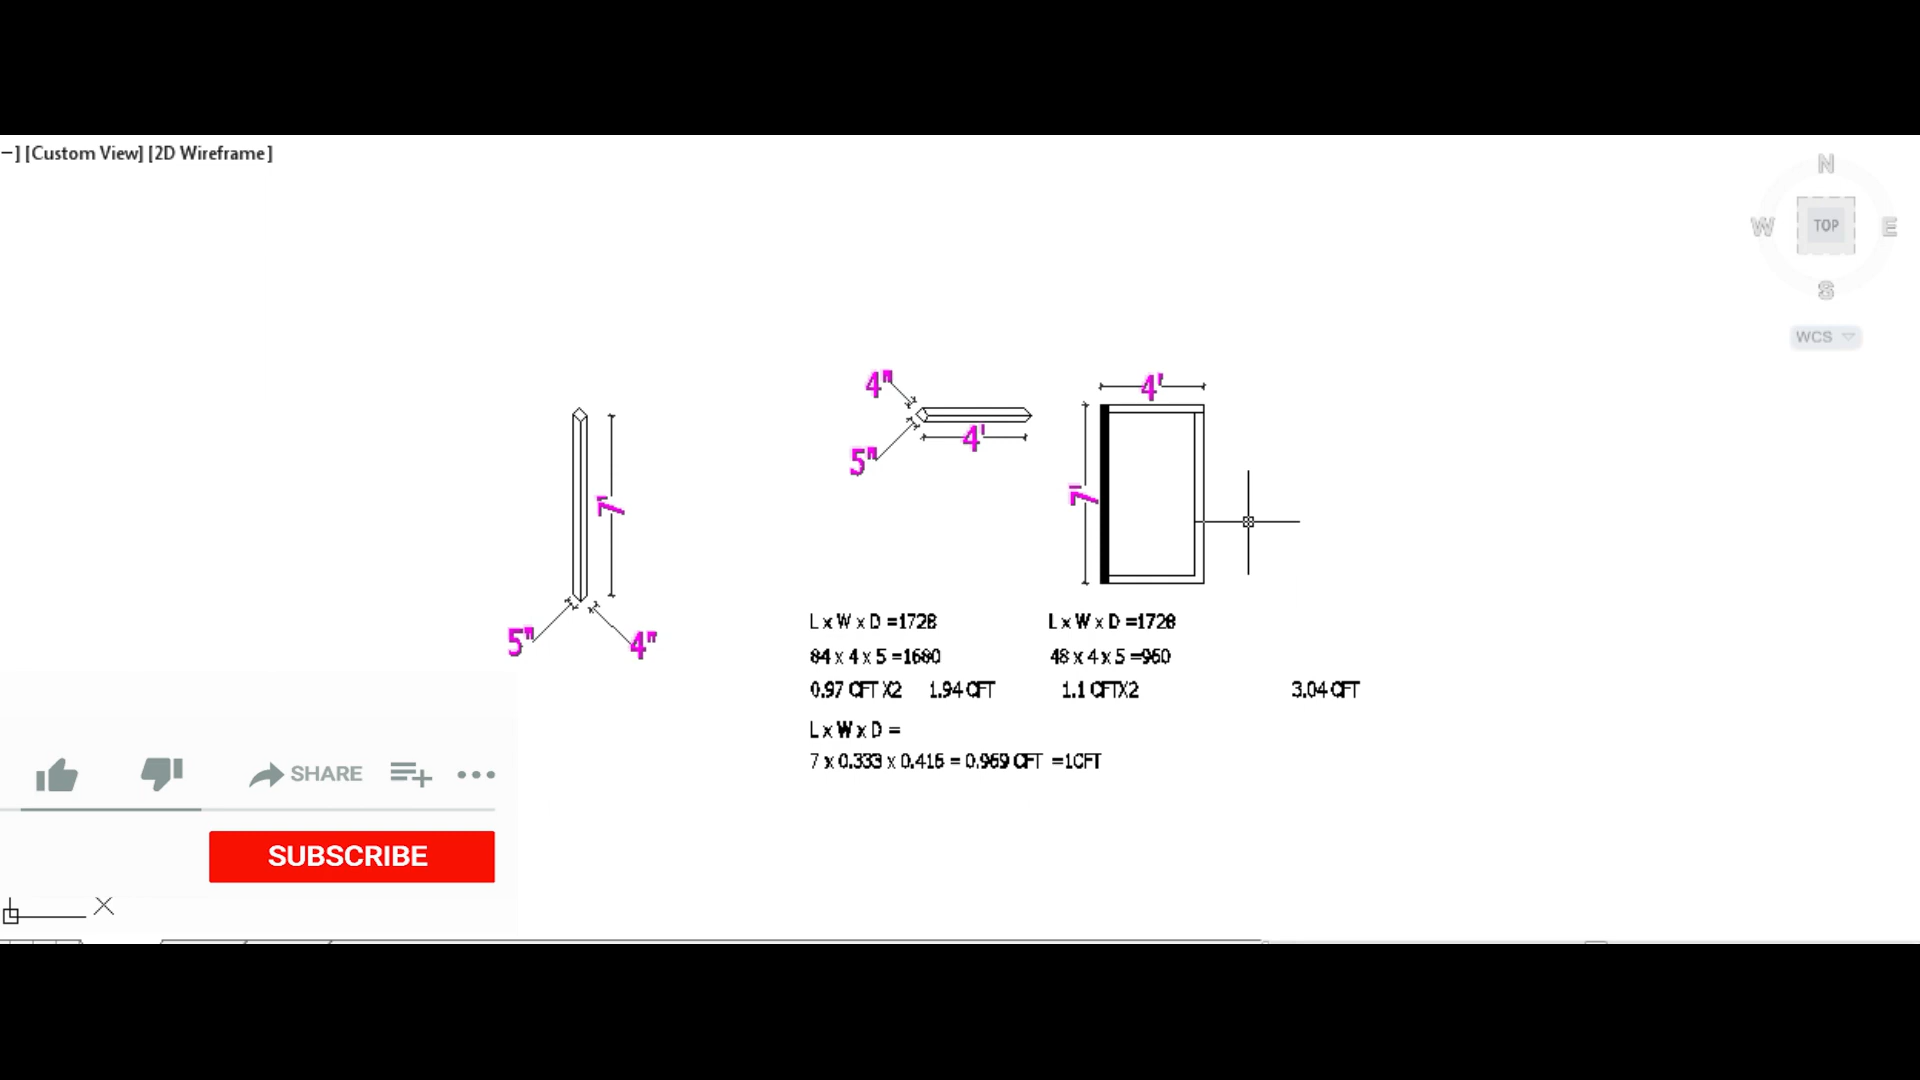 −] [Custom View] [2D Wireframe]
N
W TOP E
S
WCS
4"
4'
5"
4'
7'
7'
5"
4"
L x W x D =1728 L x W x D =1728
84 x 4 x 5 =1680 48 x 4 x 5 =960
0.97 CFT X2 1.94 CFT 1.1 CFTX2 3.04 CFT
L x W x D =
7 x 0.333 x 0.416 = 0.969 CFT =1CFT
SHARE
SUBSCRIBE